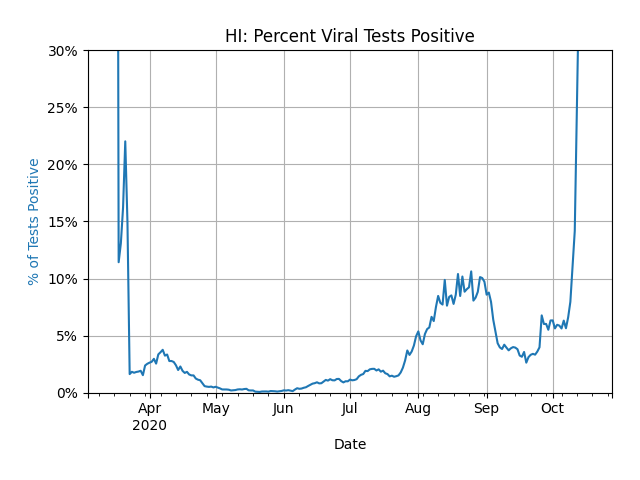 HI: Percent Viral Tests Positive
30%
25%
20%
15%
10%
5%
0%
% of Tests Positive
Apr
2020
May
Jun
Jul
Aug
Sep
Oct
Date